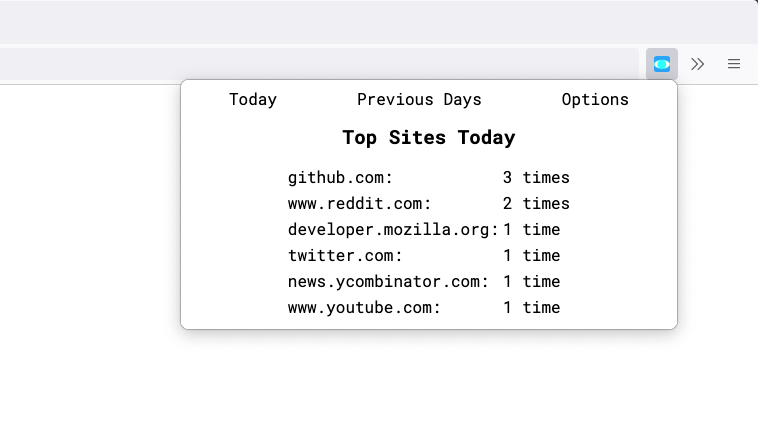 Today Previous Days Options
Top Sites Today
github.com: 3 times
www.reddit.com: 2 times
developer.mozilla.org: 1 time
twitter.com: 1 time
news.ycombinator.com: 1 time
www.youtube.com: 1 time